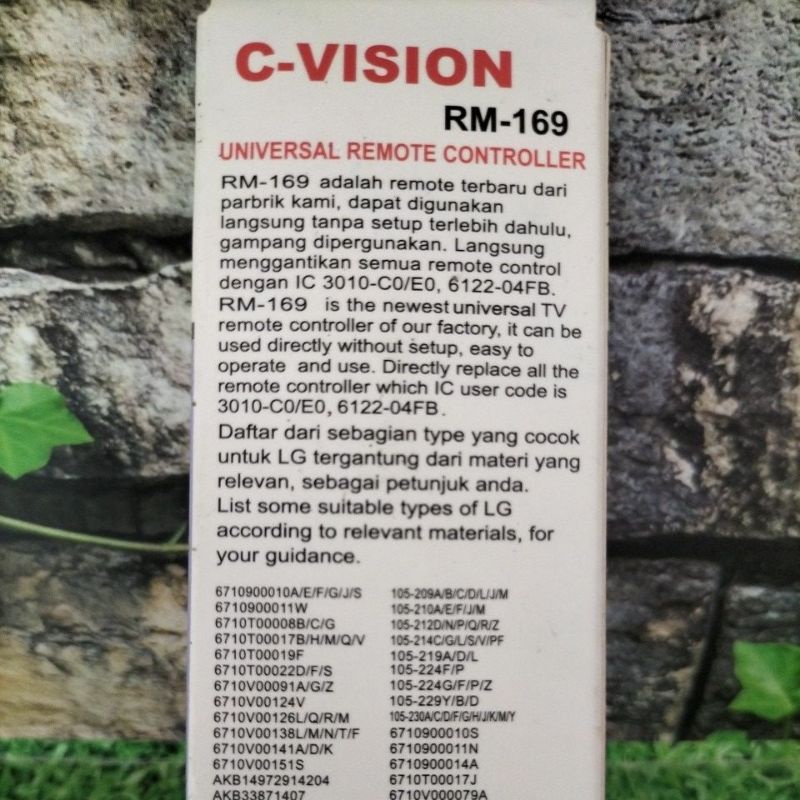 C-VISION
RM-169
UNIVERSAL REMOTE CONTROLLER
RM-169 adalah remote terbaru dari
parbrik kami, dapat digunakan
langsung tanpa setup terlebih dahulu,
gampang dipergunakan. Langsung
menggantikan semua remote control
dengan IC 3010-C0/E0, 6122-04FB.
RM-169 is the newest universal TV
remote controller of our factory, it can be
used directly without setup, easy to
operate and use. Directly replace all the
remote controller which IC user code is
3010-C0/E0, 6122-04FB.
Daftar dari sebagian type yang cocok
untuk LG tergantung dari materi yang
relevan, sebagai petunjuk anda.
List some suitable types of LG
according to relevant materials, for
your guidance.
6710900010A/E/F/G/J/S
6710900011W
6710T00008B/C/G
6710T00017B/H/M/Q/V
6710T00019F
6710T00022D/F/S
6710V00091A/G/Z
6710V00124V
6710V00126L/Q/R/M
6710V00138L/M/N/T/F
6710V00141A/D/K
6710V00151S
AKB14972914204
AKB33871407
105-209A/B/C/D/L/J/M
105-210A/E/F/J/M
105-212D/N/P/Q/R/Z
105-214C/G/L/S/V/PF
105-219A/D/L
105-224F/P
105-224G/F/P/Z
105-229Y/B/D
105-230A/C/D/F/G/H/J/K/M/Y
6710900010S
6710900011N
6710900014A
6710T00017J
6710V000079A